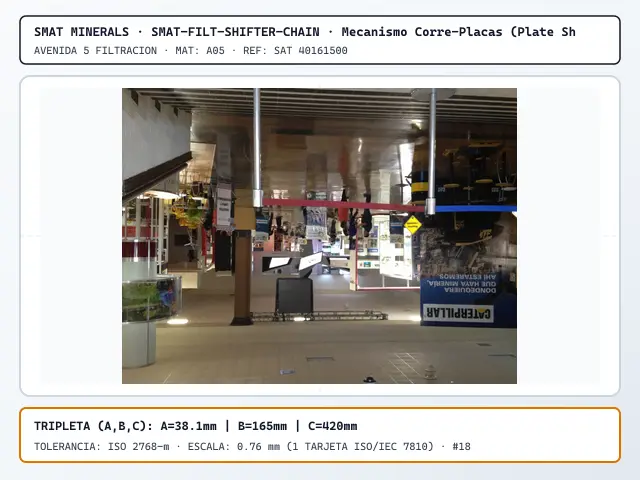 SMAT MINERALS · SMAT-FILT-SHIFTER-CHAIN · Mecanismo Corre-Placas (Plate Sh
AVENIDA 5 FILTRACION · MAT: A05 · REF: SAT 40161500
DONDEQUIERA
QUE HAYA MINERÍA,
AHÍ ESTAREMOS
CATERPILLAR
TRIPLETA (A,B,C): A=38.1mm | B=165mm | C=420mm
TOLERANCIA: ISO 2768-m · ESCALA: 0.76 mm (1 TARJETA ISO/IEC 7810) · #18